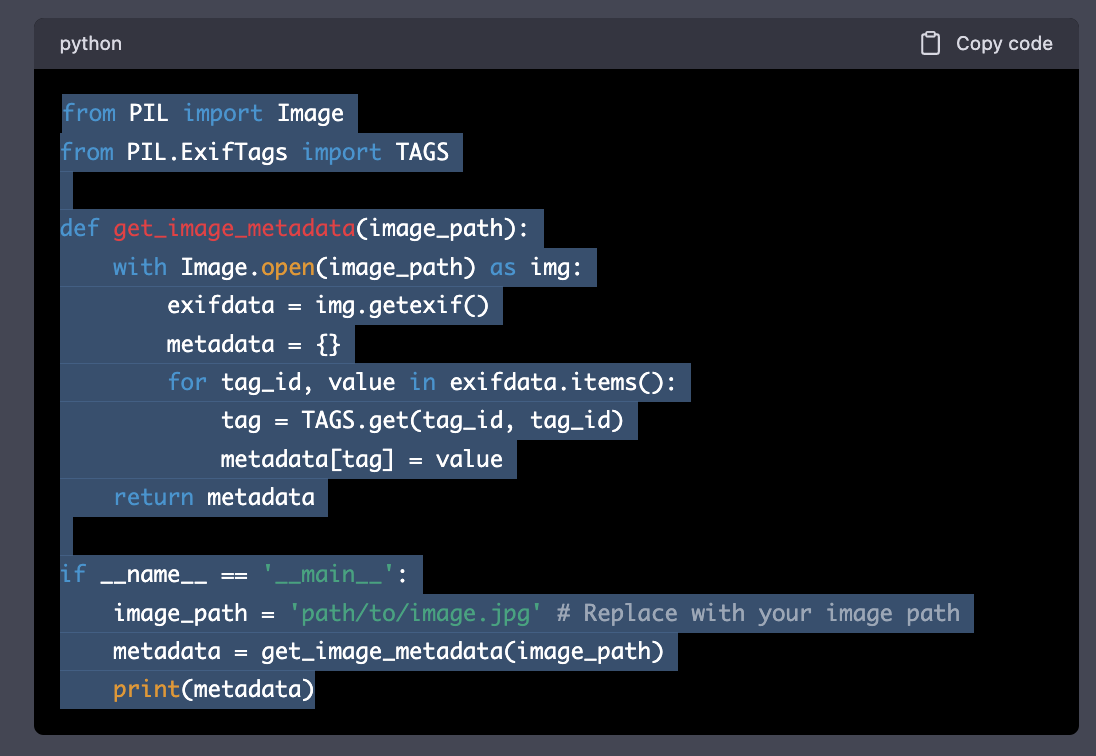 python
Copy code
from PIL import Image
from PIL.ExifTags import TAGS
def get_image_metadata(image_path):
    with Image.open(image_path) as img:
        exifdata = img.getexif()
        metadata = {}
        for tag_id, value in exifdata.items():
            tag = TAGS.get(tag_id, tag_id)
            metadata[tag] = value
    return metadata
if __name__ == '__main__':
    image_path = 'path/to/image.jpg' # Replace with your image path
    metadata = get_image_metadata(image_path)
    print(metadata)